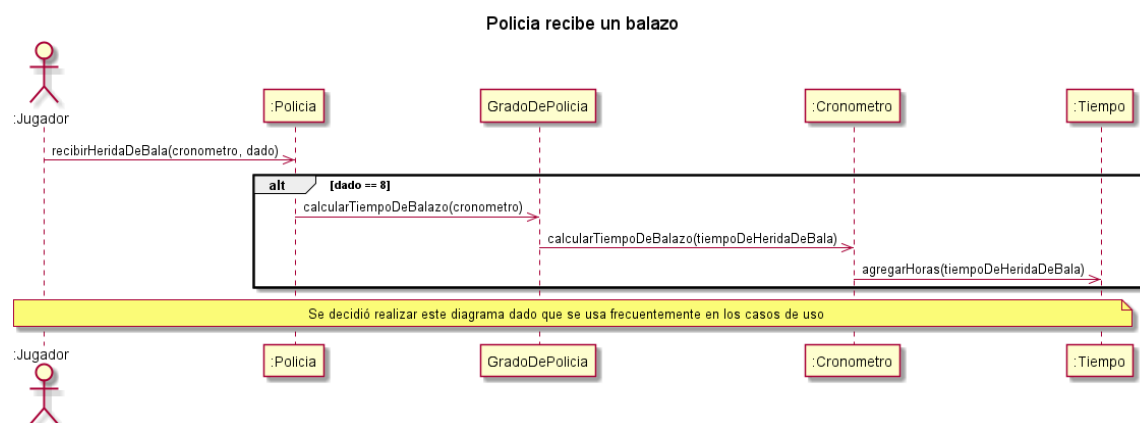 Policia recibe un balazo
:Jugador
:Policia
GradoDePolicia
:Cronometro
:Tiempo
recibirHeridaDeBala(cronometro, dado)
alt
[dado == 8]
calcularTiempoDeBalazo(cronometro)
calcularTiempoDeBalazo(tiempoDeHeridaDeBala)
agregarHoras(tiempoDeHeridaDeBala)
Se decidió realizar este diagrama dado que se usa frecuentemente en los casos de uso
:Jugador
:Policia
GradoDePolicia
:Cronometro
:Tiempo